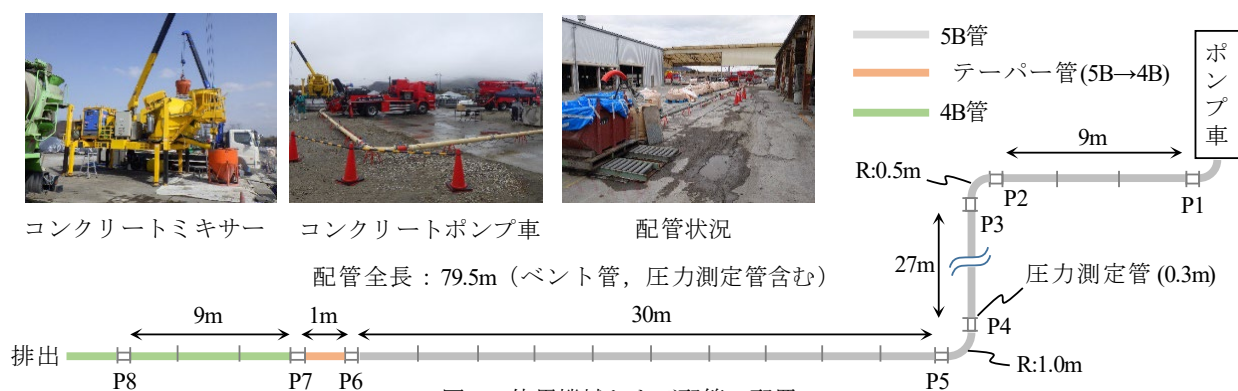 5B管
テーパー管(5B→4B)
4B管
ポンプ車
9m
R:0.5m
P2
P1
P3
コンクリートミキサー
コンクリートポンプ車
配管状況
27m
圧力測定管(0.3m)
配管全長：79.5m（ベント管，圧力測定管含む）
P4
9m
1m
30m
排出
R:1.0m
P8
P7
P6
P5